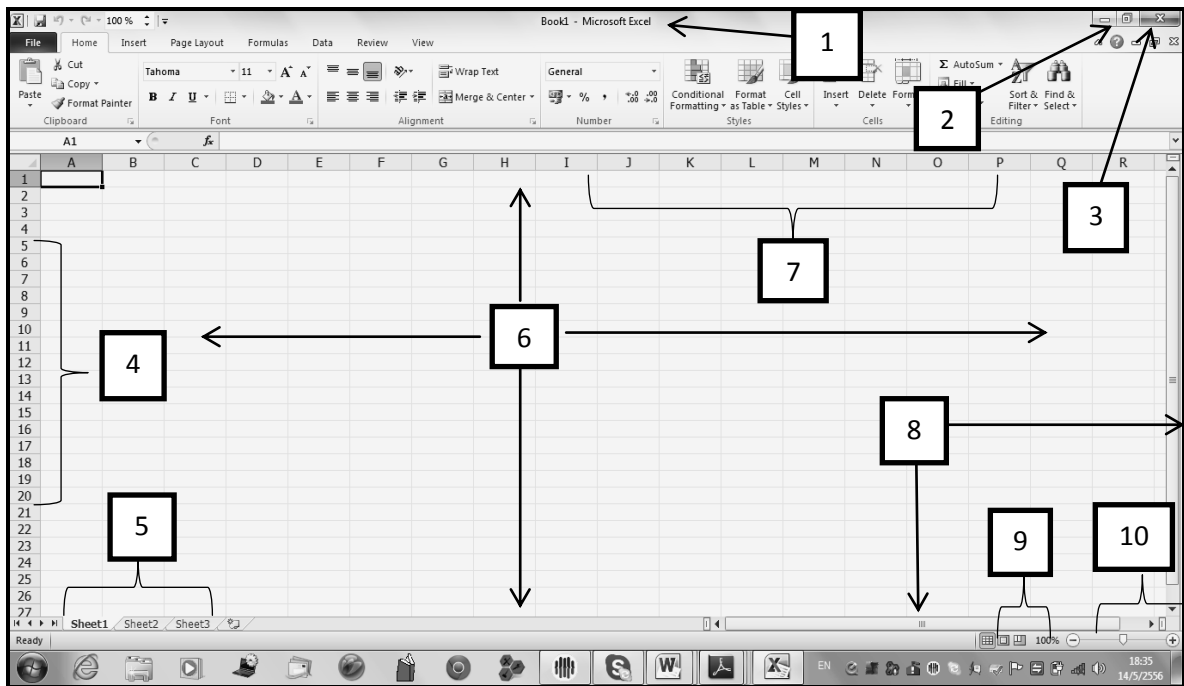 100 % Book1 - Microsoft Excel
File Home Insert Page Layout Formulas Data Review View
1
Paste
Cut
Copy
Format Painter
Clipboard
Tahoma 11
B I U
Font
Wrap Text
Merge & Center
Alignment
General
% ,
Number
Conditional Formatting
Format as Table
Cell Styles
Styles
Insert Delete
Cells
Σ AutoSum
Fill
Sort & Filter
Find & Select
Editing
2
3
A1 fx
A B C D E F G H I J K L M N O P Q R
1
2
3
4
5
6
7
8
9
10
11
12
13
14
15
16
17
18
19
20
21
22
23
24
25
26
27
7
6
4
8
5
9
10
Sheet1 Sheet2 Sheet3
Ready 100%
EN 18:35
14/5/2556